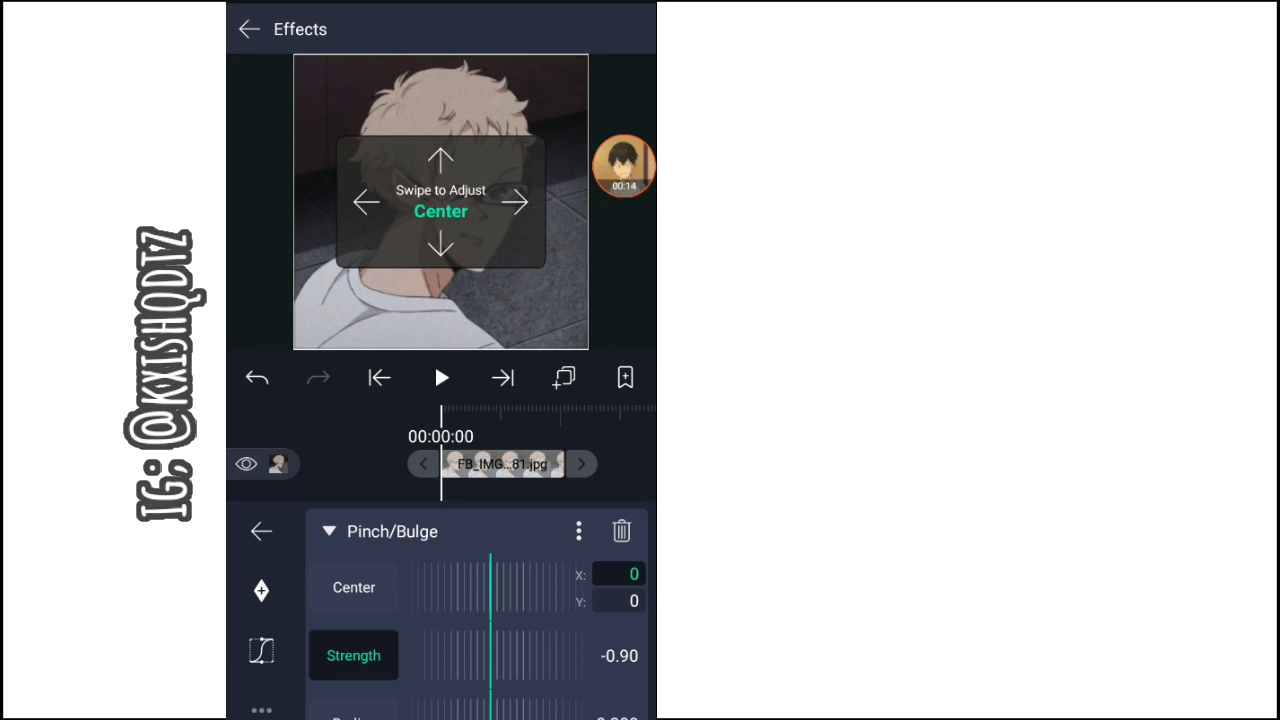 Effects
Swipe to Adjust
Center
00:14
IG: @KXISHQDTZ
00:00:00
FB_IMG...81.jpg
Pinch/Bulge
Center
X: 0
Y: 0
Strength
-0.90